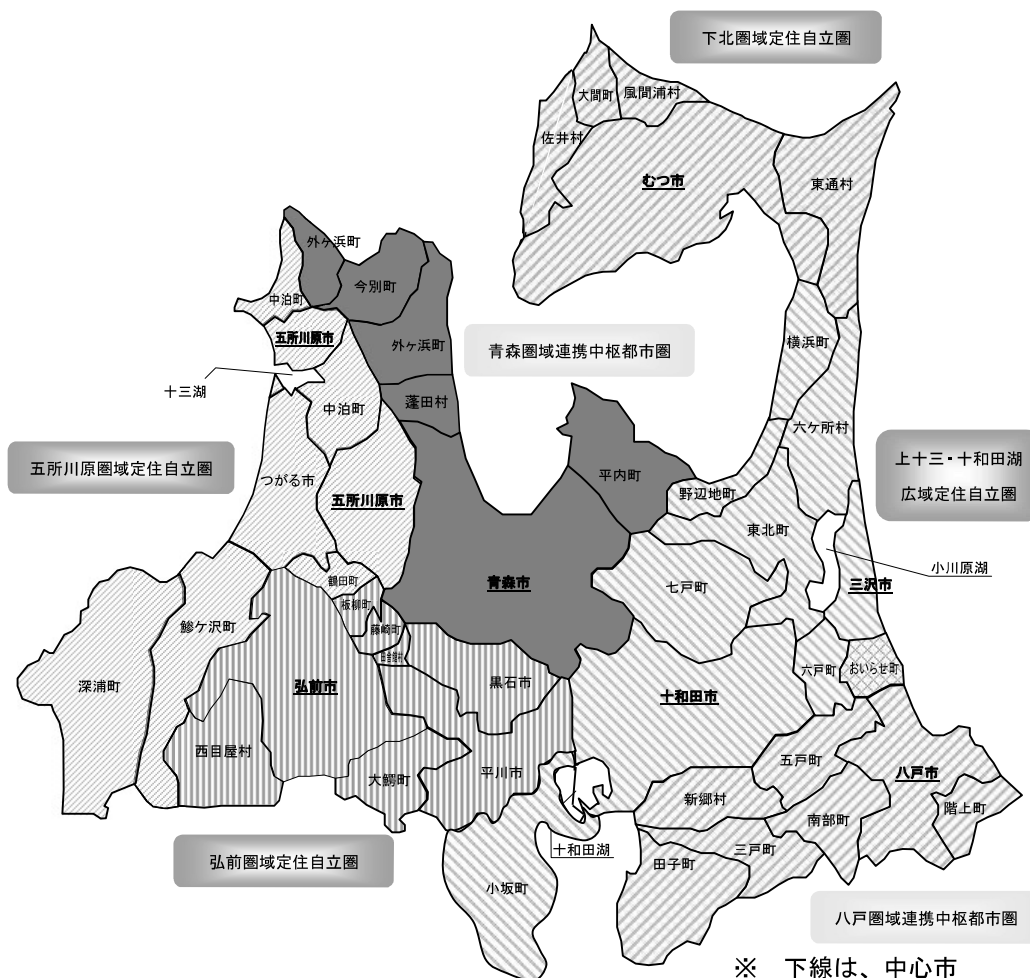 下北圏域定住自立圏
大間町
風間浦村
佐井村
むつ市
東通村
外ヶ浜町
今別町
中泊町
五所川原市
外ヶ浜町
青森圏域連携中枢都市圏
横浜町
十三湖
中泊町
蓬田村
六ケ所村
五所川原圏域定住自立圏
つがる市
五所川原市
平内町
野辺地町
上十三・十和田湖
広域定住自立圏
東北町
小川原湖
青森市
七戸町
三沢市
鶴田町
板柳町
藤崎町
田舎館村
鰺ケ沢町
深浦町
弘前市
黒石市
十和田市
六戸町
おいらせ町
西目屋村
大鰐町
平川市
五戸町
八戸市
新郷村
南部町
階上町
弘前圏域定住自立圏
十和田湖
三戸町
田子町
小坂町
八戸圏域連携中枢都市圏
※ 下線は、中心市